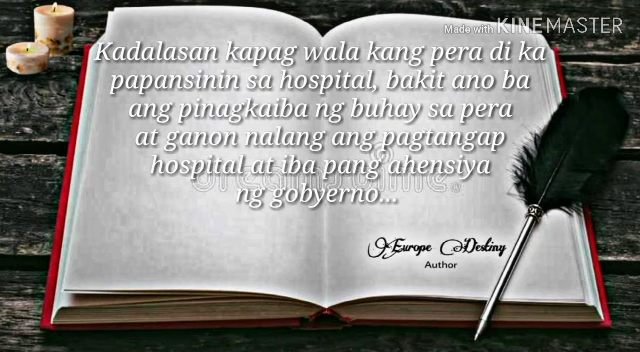 Made with KINEMASTER
Kadalasan kapag wala kang pera di ka
papansinin sa hospital, bakit ano ba
ang pinagkaiba ng buhay sa pera
at ganon nalang ang pagtangap
hospital at iba pang ahensiya
ng gobyerno...
Europe Destiny
Author